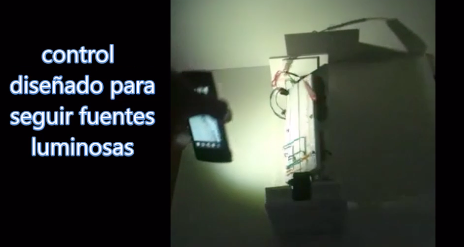 control
diseñado para
seguir fuentes
luminosas